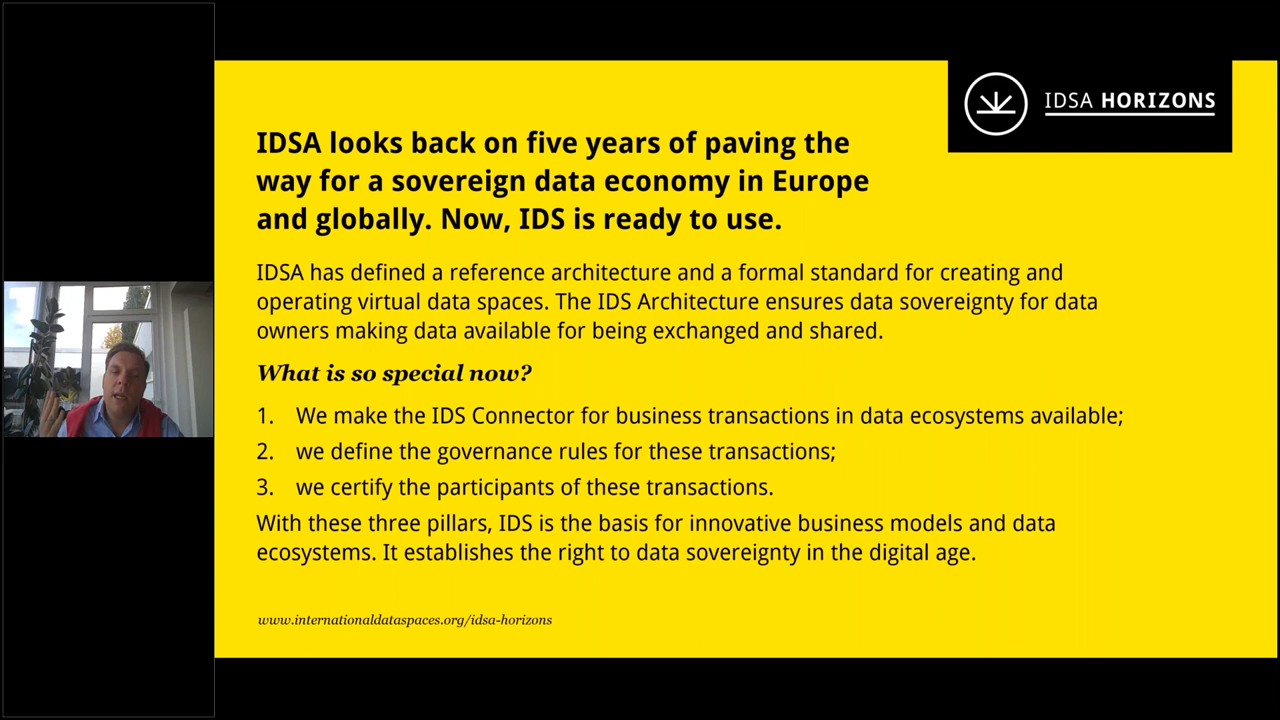 IDSA HORIZONS
IDSA looks back on five years of paving the
way for a sovereign data economy in Europe
and globally. Now, IDS is ready to use.
IDSA has defined a reference architecture and a formal standard for creating and
operating virtual data spaces. The IDS Architecture ensures data sovereignty for data
owners making data available for being exchanged and shared.
What is so special now?
1. We make the IDS Connector for business transactions in data ecosystems available;
2. we define the governance rules for these transactions;
3. we certify the participants of these transactions.
With these three pillars, IDS is the basis for innovative business models and data
ecosystems. It establishes the right to data sovereignty in the digital age.
www.internationaldataspaces.org/idsa-horizons